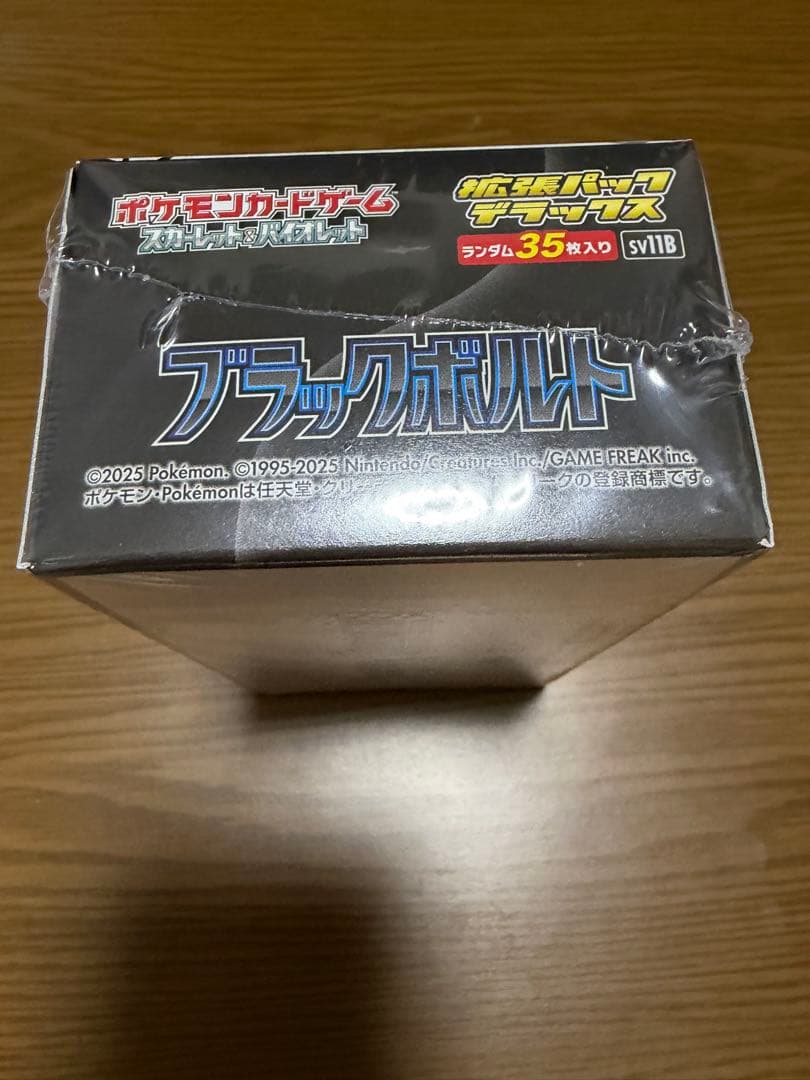 ポケモンカードゲーム
スカーレット&バイオレット
拡張パック
デラックス
ランダム35枚入り
SV11B
ブラックボルト
©2025 Pokémon. ©1995-2025 Nintendo/Creatures Inc./GAME FREAK inc.
ポケモン・Pokémonは任天堂・クリ ークの登録商標です。